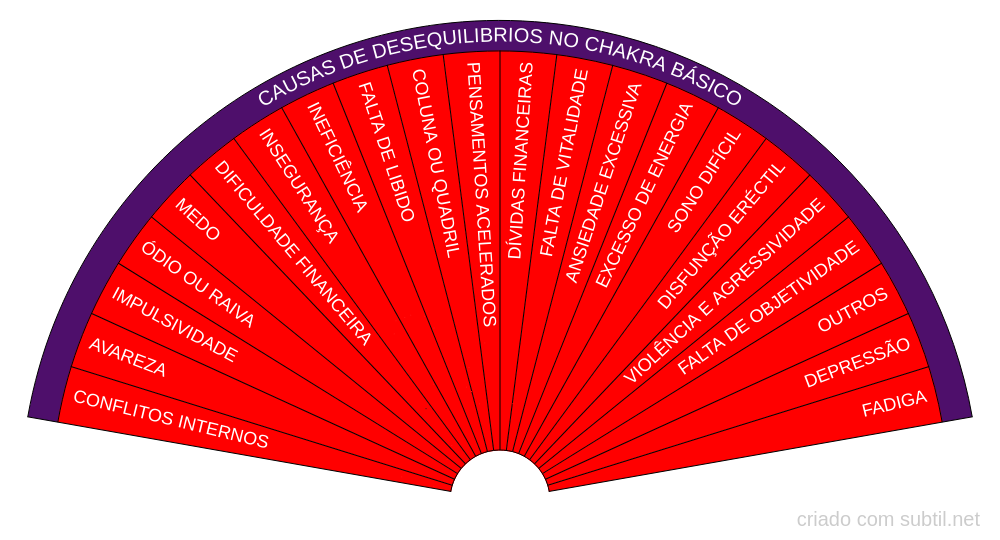 CAUSAS DE DESEQUILIBRIOS NO CHAKRA BÁSICO
CONFLITOS INTERNOS
AVAREZA
IMPULSIVIDADE
ÓDIO OU RAIVA
MEDO
DIFICULDADE FINANCEIRA
INSEGURANÇA
INEFICIÊNCIA
FALTA DE LIBIDO
COLUNA OU QUADRIL
PENSAMENTOS ACELERADOS
DÍVIDAS FINANCEIRAS
FALTA DE VITALIDADE
ANSIEDADE EXCESSIVA
EXCESSO DE ENERGIA
SONO DIFÍCIL
DISFUNÇÃO ERÉCTIL
VIOLÊNCIA E AGRESSIVIDADE
FALTA DE OBJETIVIDADE
OUTROS
DEPRESSÃO
FADIGA
criado com subtil.net